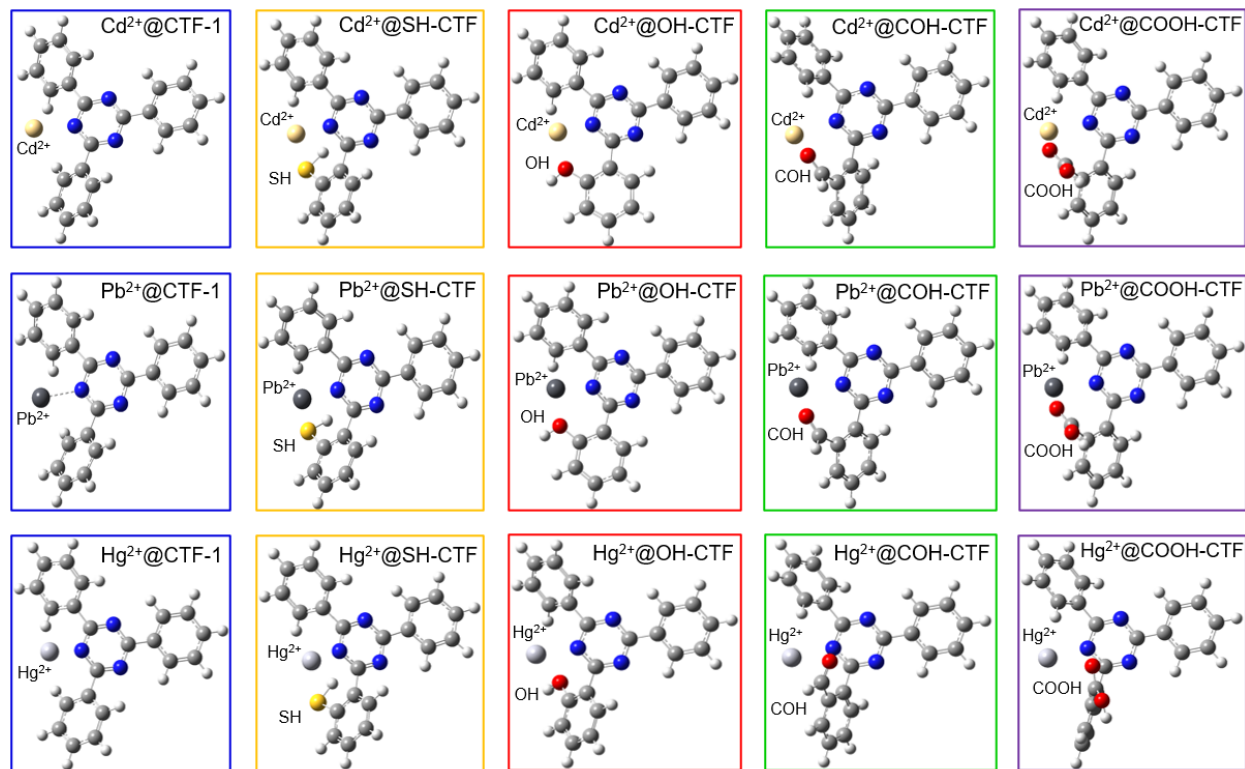 Cd²⁺@CTF-1
Cd²⁺
Cd²⁺@SH-CTF
Cd²⁺
SH
Cd²⁺@OH-CTF
Cd²⁺
OH
Cd²⁺@COH-CTF
Cd²⁺
COH
Cd²⁺@COOH-CTF
Cd²⁺
COOH
Pb²⁺@CTF-1
Pb²⁺
Pb²⁺@SH-CTF
Pb²⁺
SH
Pb²⁺@OH-CTF
Pb²⁺
OH
Pb²⁺@COH-CTF
Pb²⁺
COH
Pb²⁺@COOH-CTF
Pb²⁺
COOH
Hg²⁺@CTF-1
Hg²⁺
Hg²⁺@SH-CTF
Hg²⁺
SH
Hg²⁺@OH-CTF
Hg²⁺
OH
Hg²⁺@COH-CTF
Hg²⁺
COH
Hg²⁺@COOH-CTF
Hg²⁺
COOH